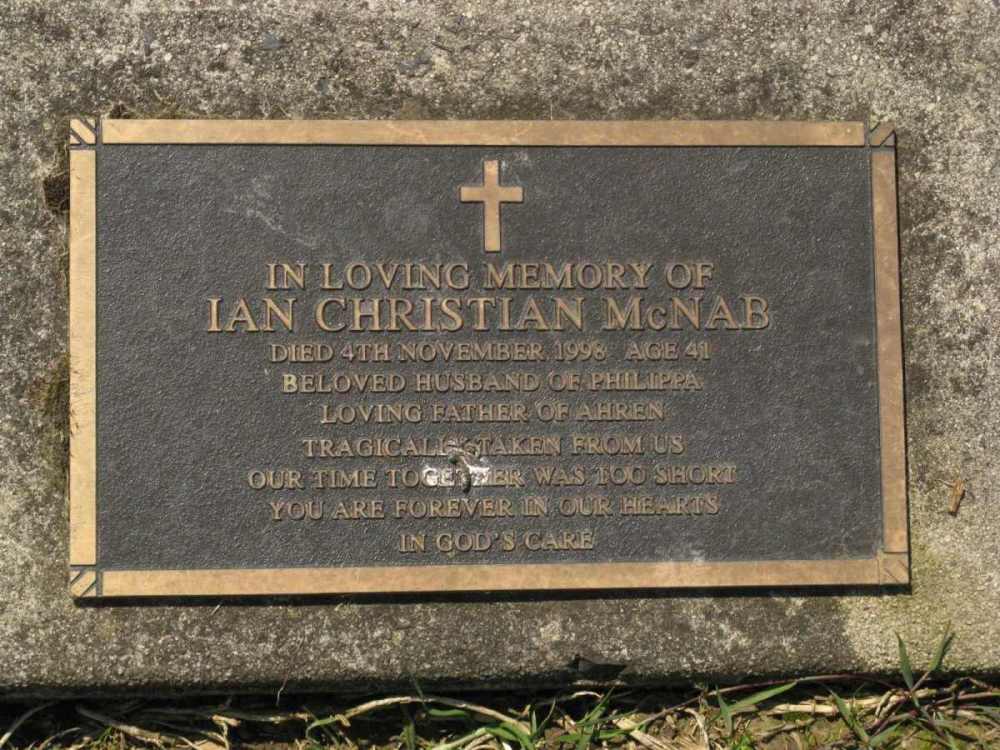 IN LOVING MEMORY OF
IAN CHRISTIAN McNAB
DIED 4TH NOVEMBER 1998 AGE 41
BELOVED HUSBAND OF PHILIPPA
LOVING FATHER OF AHREN
TRAGICALLY TAKEN FROM US
OUR TIME TOGETHER WAS TOO SHORT
YOU ARE FOREVER IN OUR HEARTS
IN GOD'S CARE